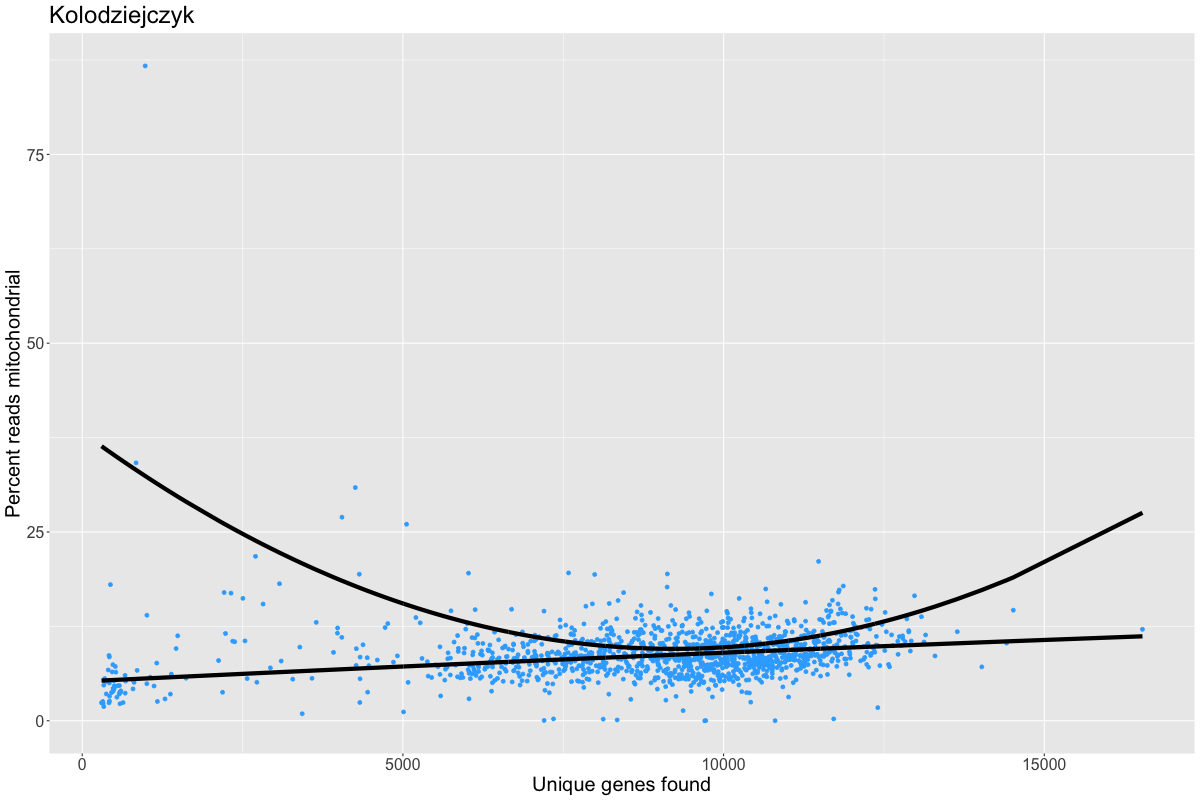 Kolodziejczyk
Percent reads mitochondrial
75
50
25
0
0 5000 10000 15000
Unique genes found